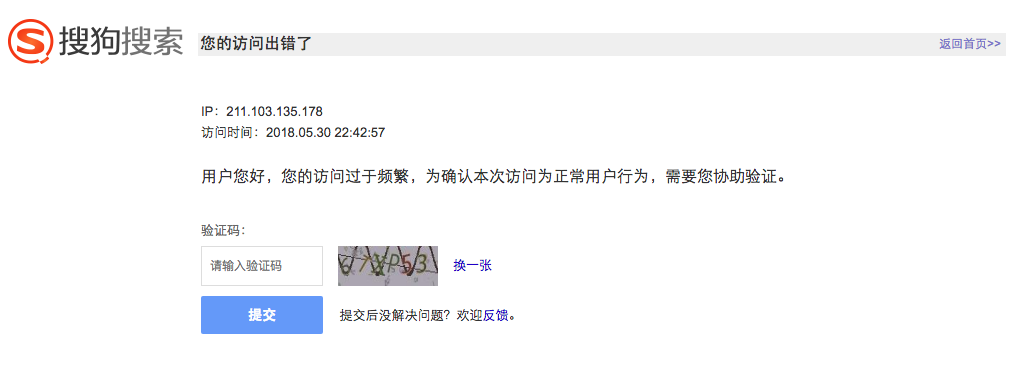 搜狗搜索
您的访问出错了
返回首页>>
IP：211.103.135.178
访问时间：2018.05.30 22:42:57
用户您好，您的访问过于频繁，为确认本次访问为正常用户行为，需要您协助验证。
验证码：
请输入验证码
换一张
提交
提交后没解决问题？欢迎反馈。